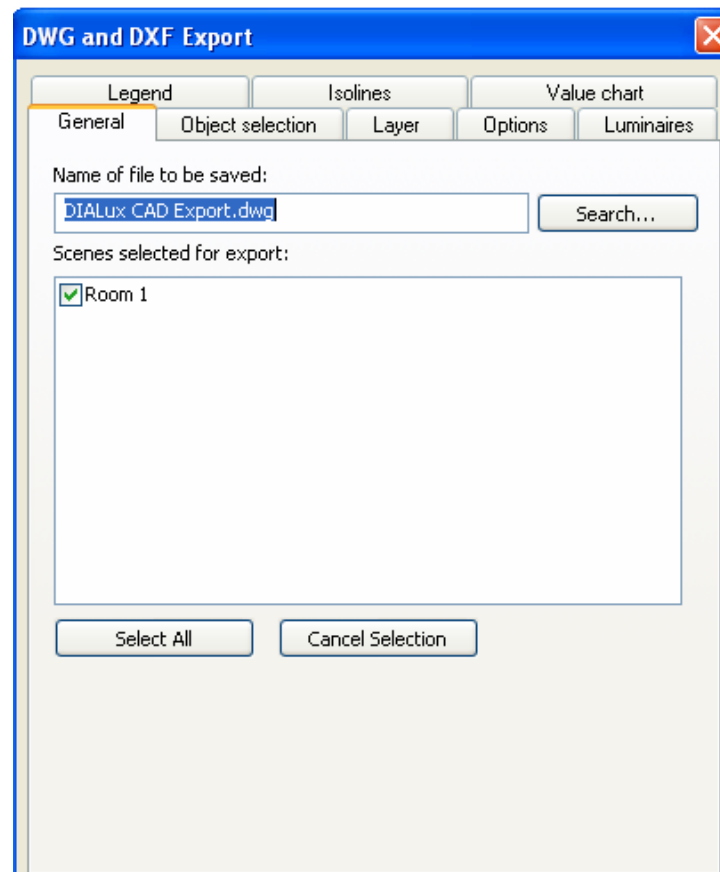 DWG and DXF Export
Legend Isolines Value chart
General Object selection Layer Options Luminaires
Name of file to be saved:
DIALux CAD Export.dwg Search...
Scenes selected for export:
Room 1
Select All Cancel Selection